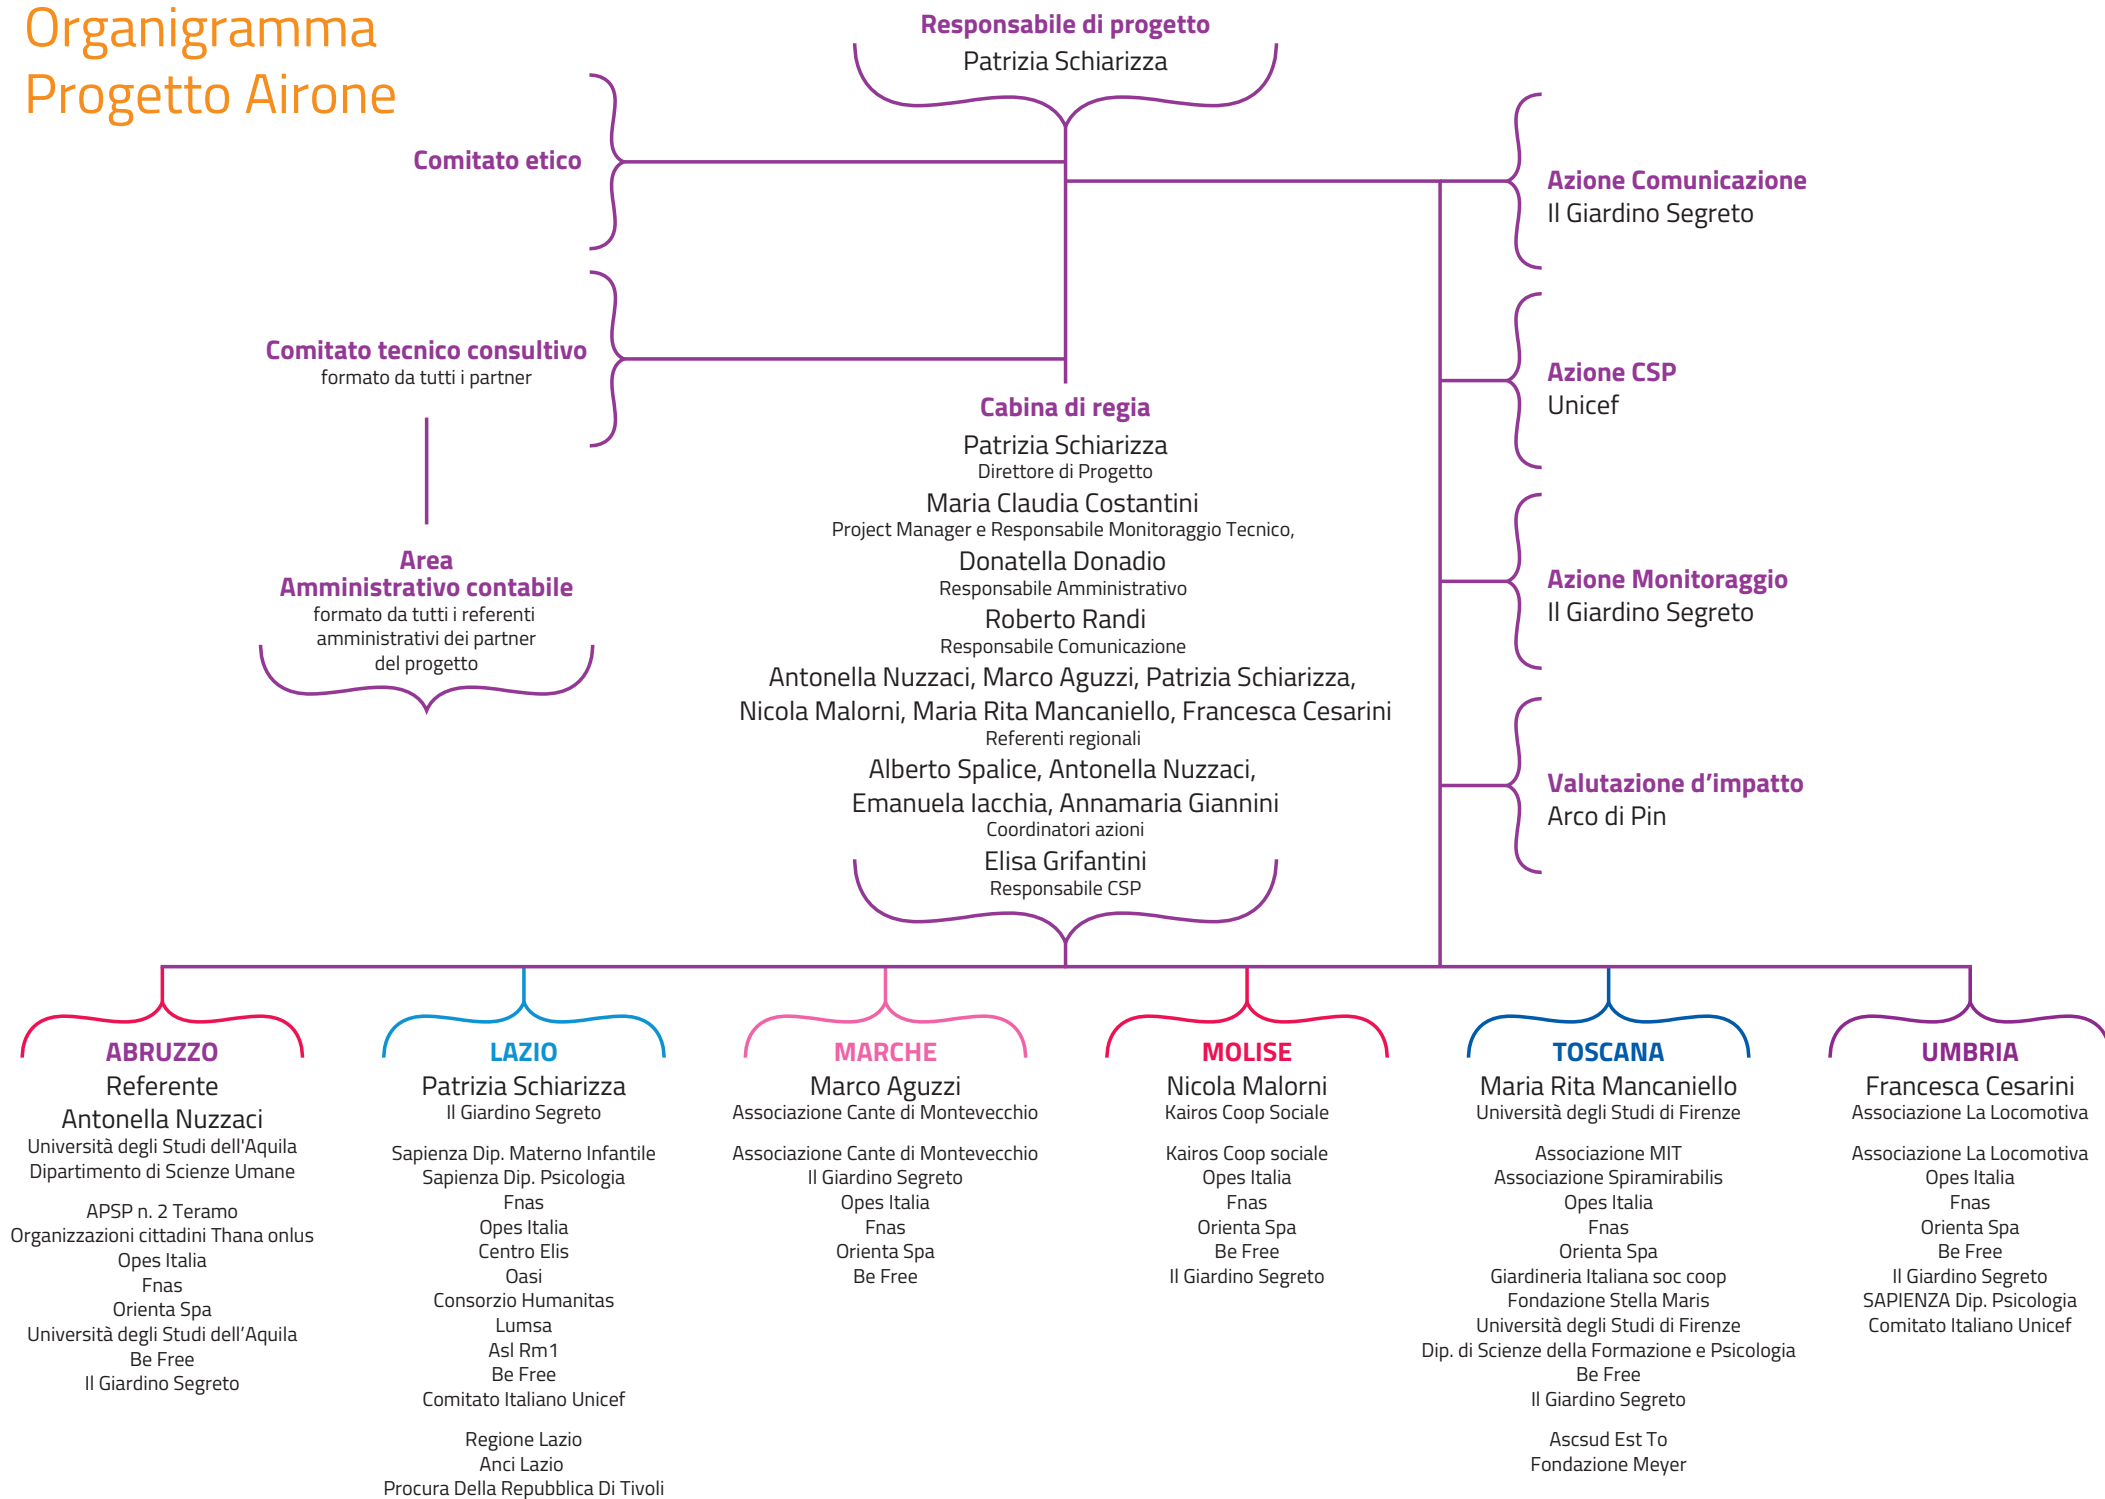 Organigramma
Progetto Airone
Responsabile di progetto
Patrizia Schiarizza
Comitato etico
Comitato tecnico consultivo
formato da tutti i partner
Area
Amministrativo contabile
formato da tutti i referenti
amministrativi dei partner
del progetto
Azione Comunicazione
Il Giardino Segreto
Azione CSP
Unicef
Azione Monitoraggio
Il Giardino Segreto
Valutazione d'impatto
Arco di Pin
Cabina di regia
Patrizia Schiarizza
Direttore di Progetto
Maria Claudia Costantini
Project Manager e Responsabile Monitoraggio Tecnico,
Donatella Donadio
Responsabile Amministrativo
Roberto Randi
Responsabile Comunicazione
Antonella Nuzzaci, Marco Aguzzi, Patrizia Schiarizza,
Nicola Malorni, Maria Rita Mancaniello, Francesca Cesarini
Referenti regionali
Alberto Spalice, Antonella Nuzzaci,
Emanuela Iacchia, Annamaria Giannini
Coordinatori azioni
Elisa Grifantini
Responsabile CSP
ABRUZZO
Referente
Antonella Nuzzaci
Università degli Studi dell'Aquila
Dipartimento di Scienze Umane
APSP n. 2 Teramo
Organizzazioni cittadini Thana onlus
Opes Italia
Fnas
Orienta Spa
Università degli Studi dell'Aquila
Be Free
Il Giardino Segreto
LAZIO
Patrizia Schiarizza
Il Giardino Segreto
Sapienza Dip. Materno Infantile
Sapienza Dip. Psicologia
Fnas
Opes Italia
Centro Elis
Oasi
Consorzio Humanitas
Lumsa
Asl Rm1
Be Free
Comitato Italiano Unicef
Regione Lazio
Anci Lazio
Procura Della Repubblica Di Tivoli
MARCHE
Marco Aguzzi
Associazione Cante di Montevecchio
Associazione Cante di Montevecchio
Il Giardino Segreto
Opes Italia
Fnas
Orienta Spa
Be Free
MOLISE
Nicola Malorni
Kairos Coop Sociale
Kairos Coop sociale
Opes Italia
Fnas
Orienta Spa
Be Free
Il Giardino Segreto
TOSCANA
Maria Rita Mancaniello
Università degli Studi di Firenze
Associazione MIT
Associazione Spiramirabilis
Opes Italia
Fnas
Orienta Spa
Giardineria Italiana soc coop
Fondazione Stella Maris
Università degli Studi di Firenze
Dip. di Scienze della Formazione e Psicologia
Be Free
Il Giardino Segreto
Ascsud Est To
Fondazione Meyer
UMBRIA
Francesca Cesarini
Associazione La Locomotiva
Associazione La Locomotiva
Opes Italia
Fnas
Orienta Spa
Be Free
Il Giardino Segreto
SAPIENZA Dip. Psicologia
Comitato Italiano Unicef